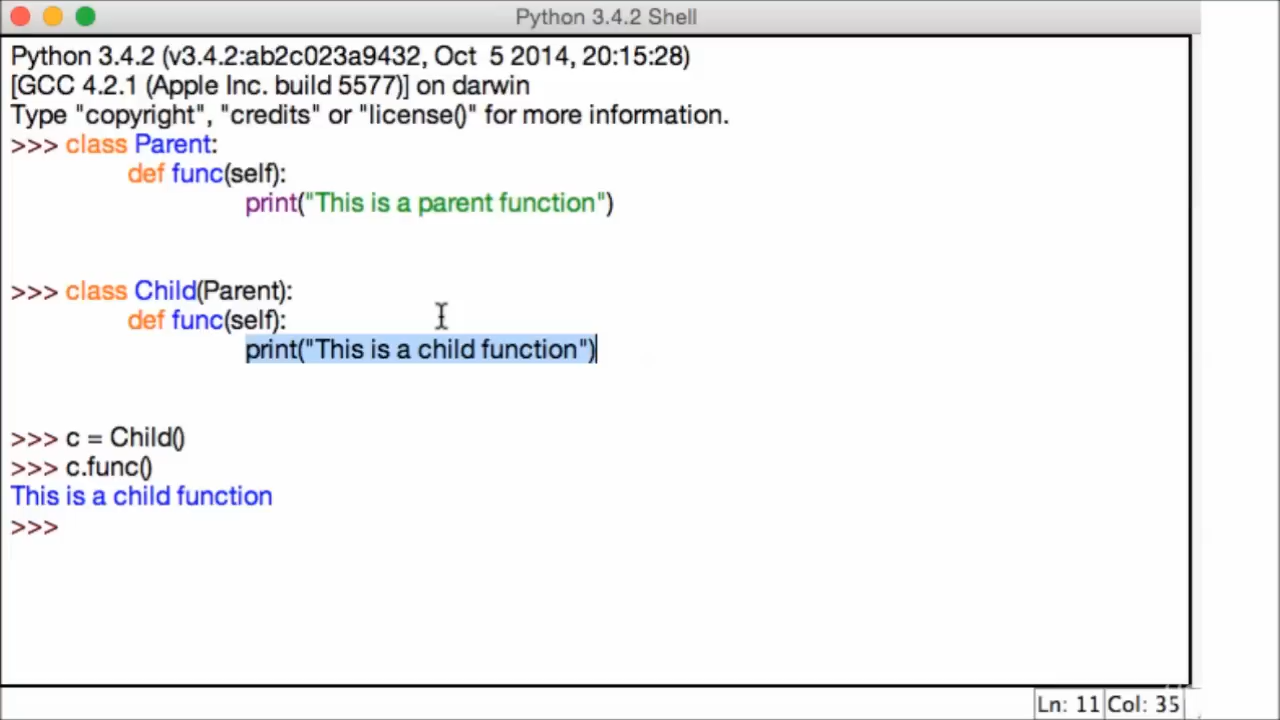 Python 3.4.2 Shell
Python 3.4.2 (v3.4.2:ab2c023a9432, Oct  5 2014, 20:15:28)
[GCC 4.2.1 (Apple Inc. build 5577)] on darwin
Type "copyright", "credits" or "license()" for more information.
>>> class Parent:
def func(self):
print("This is a parent function")
>>> class Child(Parent):
def func(self):
print("This is a child function")
>>> c = Child()
>>> c.func()
This is a child function
>>>
Ln: 11 Col: 35